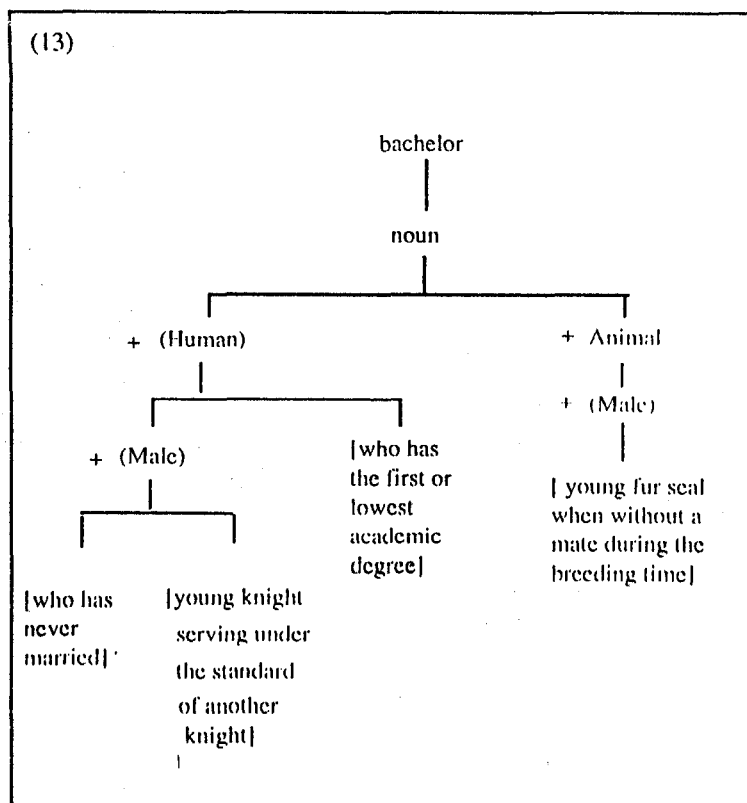 (13)
bachelor
noun
+ (Human)
+ Animal
+ (Male)
+ (Male)
[who has
the first or
lowest
academic
degree]
[ young fur seal
when without a
mate during the
breeding time]
[who has
never
married]
[young knight
serving under
the standard
of another
knight]